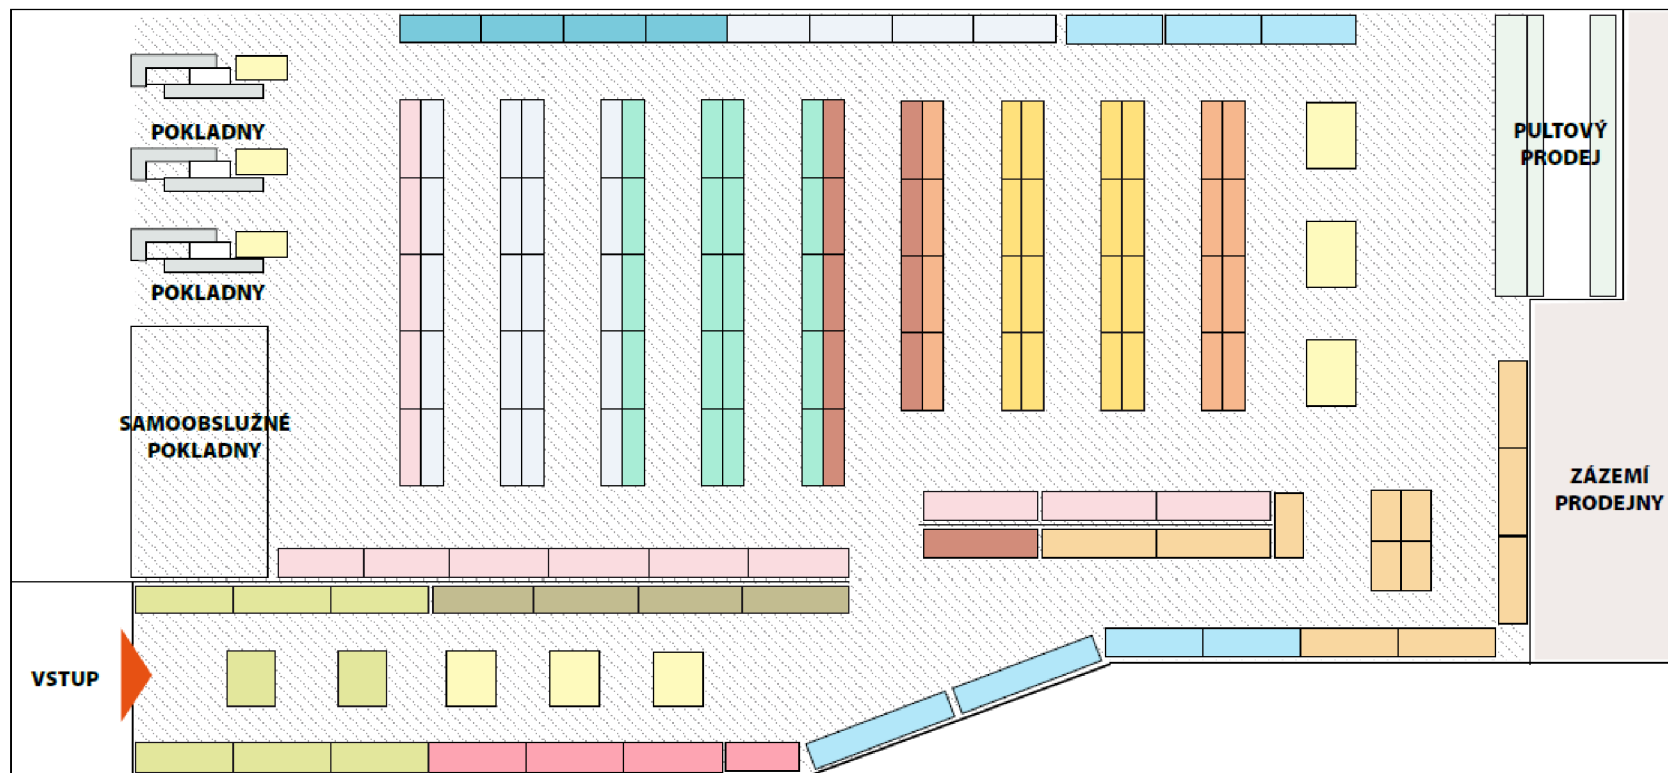 POKLADNY
PULTOVÝ
PRODEJ
POKLADNY
SAMOOBSLUŽNÉ
POKLADNY
ZÁZEMÍ
PRODEJNY
VSTUP